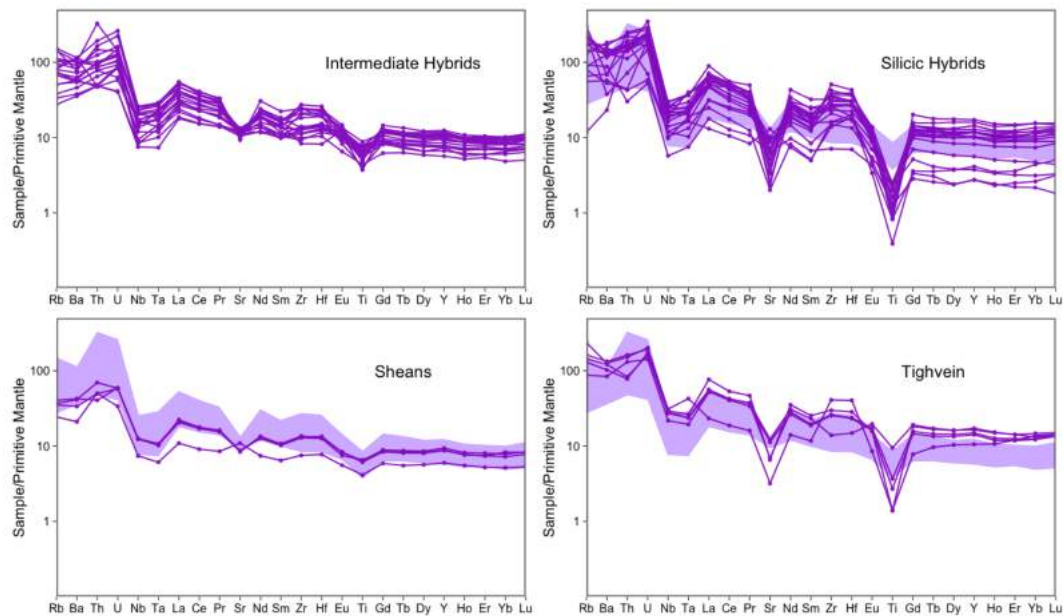 Sample/Primitive Mantle
100
10
1
Intermediate Hybrids
Rb Ba Th U Nb Ta La Ce Pr Sr Nd Sm Zr Hf Eu Ti Gd Tb Dy Y Ho Er Yb Lu
Sample/Primitive Mantle
100
10
1
Silicic Hybrids
Rb Ba Th U Nb Ta La Ce Pr Sr Nd Sm Zr Hf Eu Ti Gd Tb Dy Y Ho Er Yb Lu
Sample/Primitive Mantle
100
10
1
Sheans
Rb Ba Th U Nb Ta La Ce Pr Sr Nd Sm Zr Hf Eu Ti Gd Tb Dy Y Ho Er Yb Lu
Sample/Primitive Mantle
100
10
1
Tighvein
Rb Ba Th U Nb Ta La Ce Pr Sr Nd Sm Zr Hf Eu Ti Gd Tb Dy Y Ho Er Yb Lu